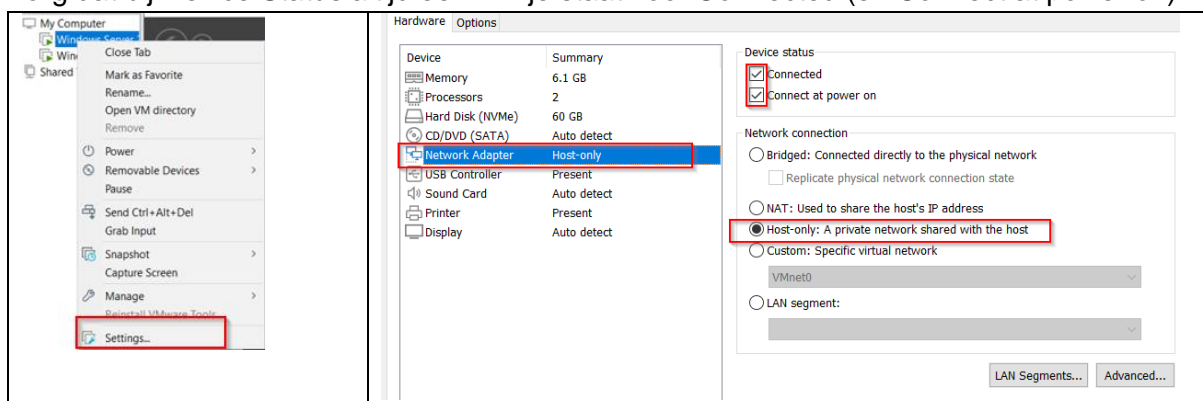 My Computer
Windows Server
Win
Shared
Close Tab
Mark as Favorite
Rename...
Open VM directory
Remove
Power
Removable Devices
Pause
Send Ctrl+Alt+Del
Grab Input
Snapshot
Capture Screen
Manage
Reinstall VMware Tools
Settings...
Hardware Options
Device Summary
Memory 6.1 GB
Processors 2
Hard Disk (NVMe) 60 GB
CD/DVD (SATA) Auto detect
Network Adapter Host-only
USB Controller Present
Sound Card Auto detect
Printer Present
Display Auto detect
Device status
Connected
Connect at power on
Network connection
Bridged: Connected directly to the physical network
Replicate physical network connection state
NAT: Used to share the host's IP address
Host-only: A private network shared with the host
Custom: Specific virtual network
VMnet0
LAN segment:
LAN Segments... Advanced...